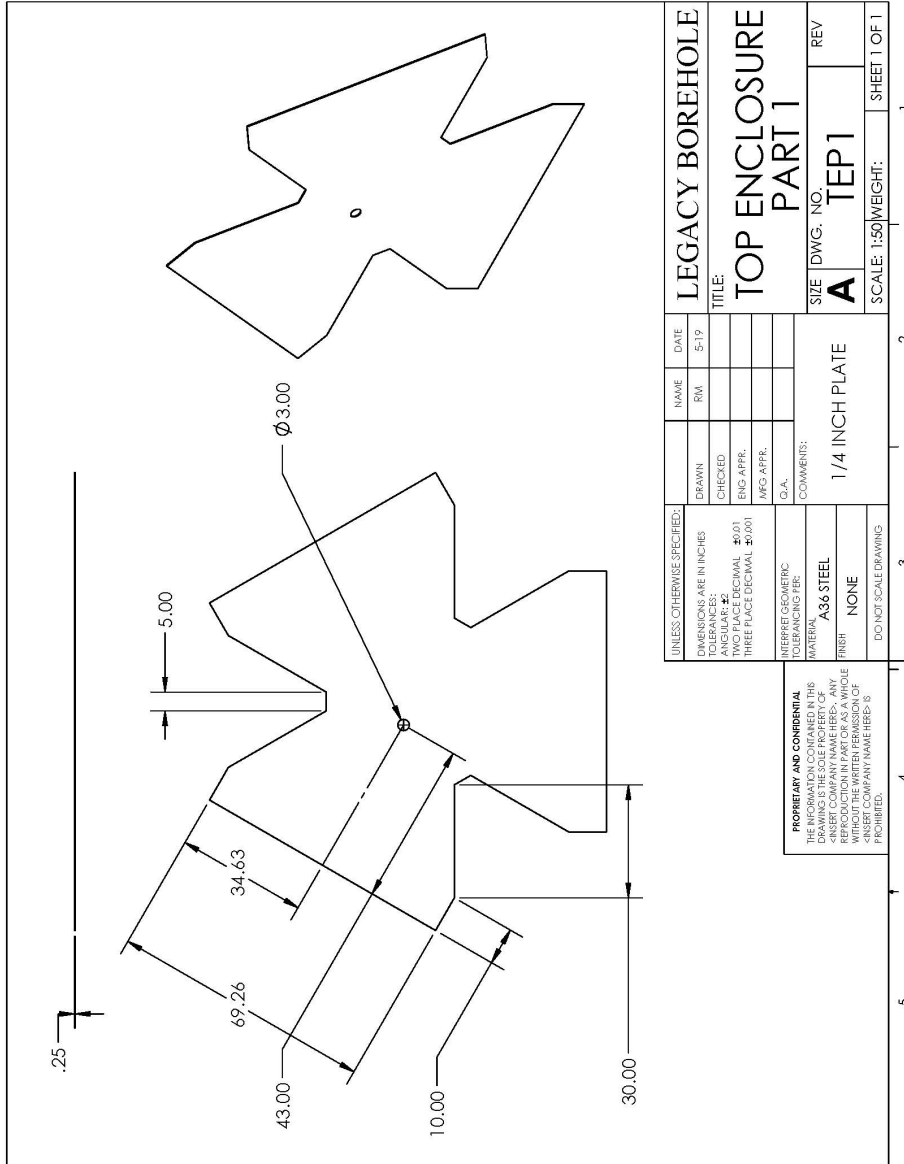 .25
5.00
Ø3.00
34.63
69.26
43.00
10.00
30.00
PROPRIETARY AND CONFIDENTIAL
THE INFORMATION CONTAINED IN THIS
DRAWING IS THE SOLE PROPERTY OF
<INSERT COMPANY NAME HERE>. ANY
REPRODUCTION IN PART OR AS A WHOLE
WITHOUT THE WRITTEN PERMISSION OF
<INSERT COMPANY NAME HERE> IS
PROHIBITED.
UNLESS OTHERWISE SPECIFIED:
DIMENSIONS ARE IN INCHES
TOLERANCES:
ANGULAR: ±2
TWO PLACE DECIMAL ±0.01
THREE PLACE DECIMAL ±0.001
INTERPRET GEOMETRIC
TOLERANCING PER:
MATERIAL
A36 STEEL
FINISH
NONE
DO NOT SCALE DRAWING
NAME
DATE
DRAWN
RM
5-19
CHECKED
ENG APPR.
MFG APPR.
Q.A.
COMMENTS:
1/4 INCH PLATE
LEGACY BOREHOLE
TITLE:
TOP ENCLOSURE
PART 1
SIZE
A
DWG. NO.
TEP1
REV
SCALE: 1:50
WEIGHT:
SHEET 1 OF 1
5
4
3
2
1